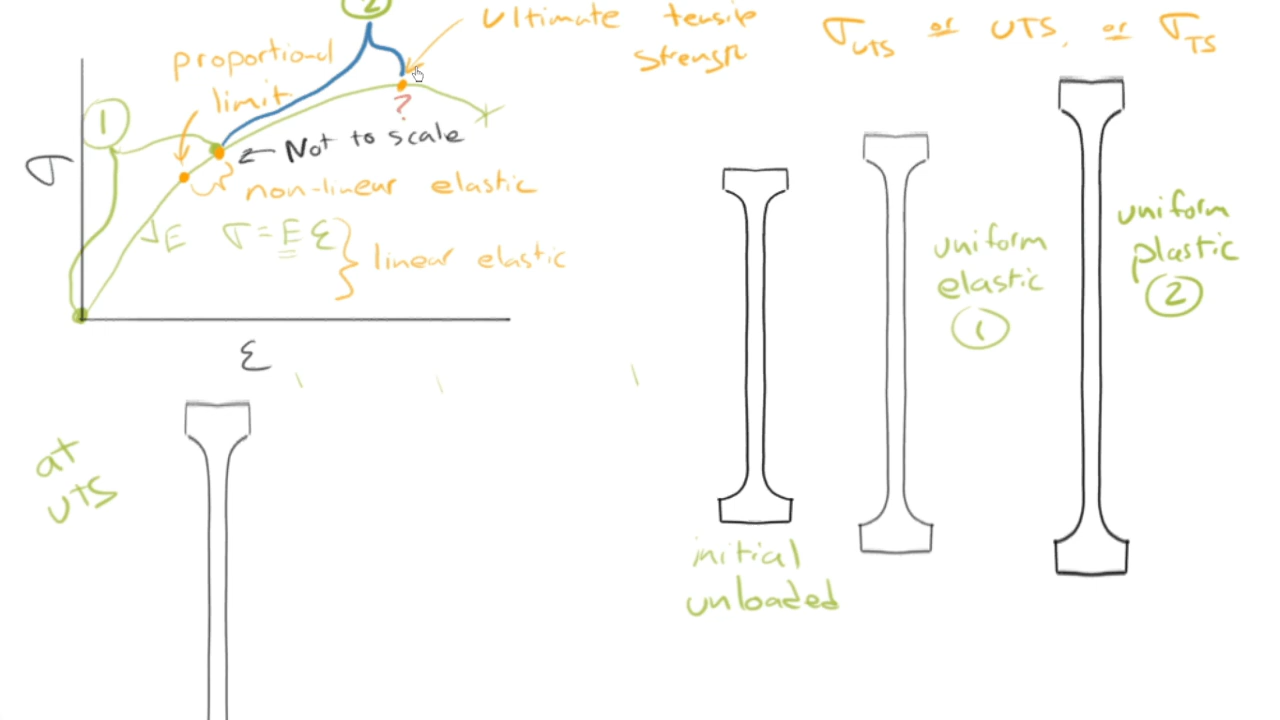 2
ultimate tensile
strength
σUTS or UTS, or σTS
proportional
limit
1
?
← Not to scale
σ
non-linear elastic
E σ = E ε
linear elastic
ε
uniform
elastic
1
uniform
plastic
2
at
UTS
initial
unloaded